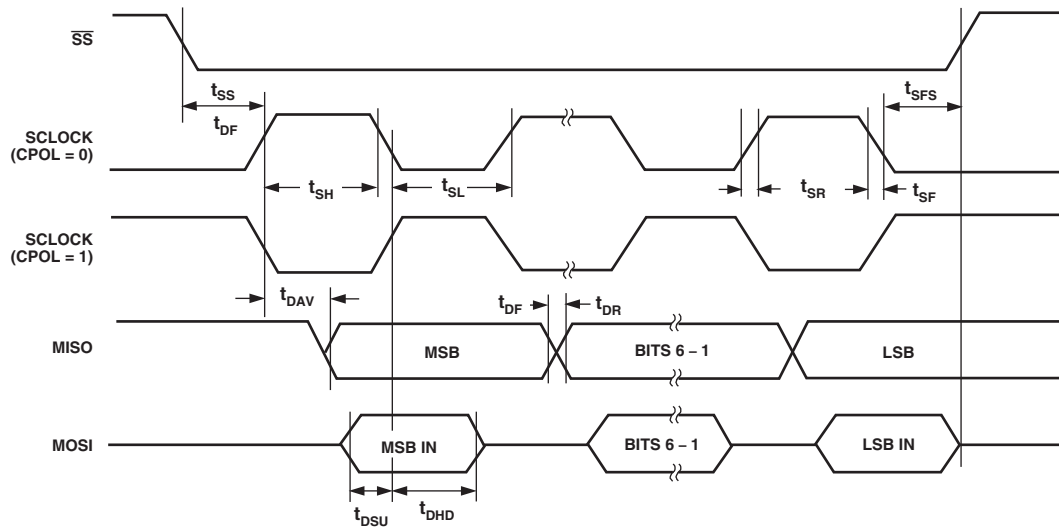 SS
tSS
tDF
tSFS
SCLOCK
(CPOL = 0)
tSH
tSL
tSR
tSF
SCLOCK
(CPOL = 1)
tDAV
tDF
tDR
MISO
MSB
BITS 6 – 1
LSB
MOSI
MSB IN
BITS 6 – 1
LSB IN
tDSU
tDHD